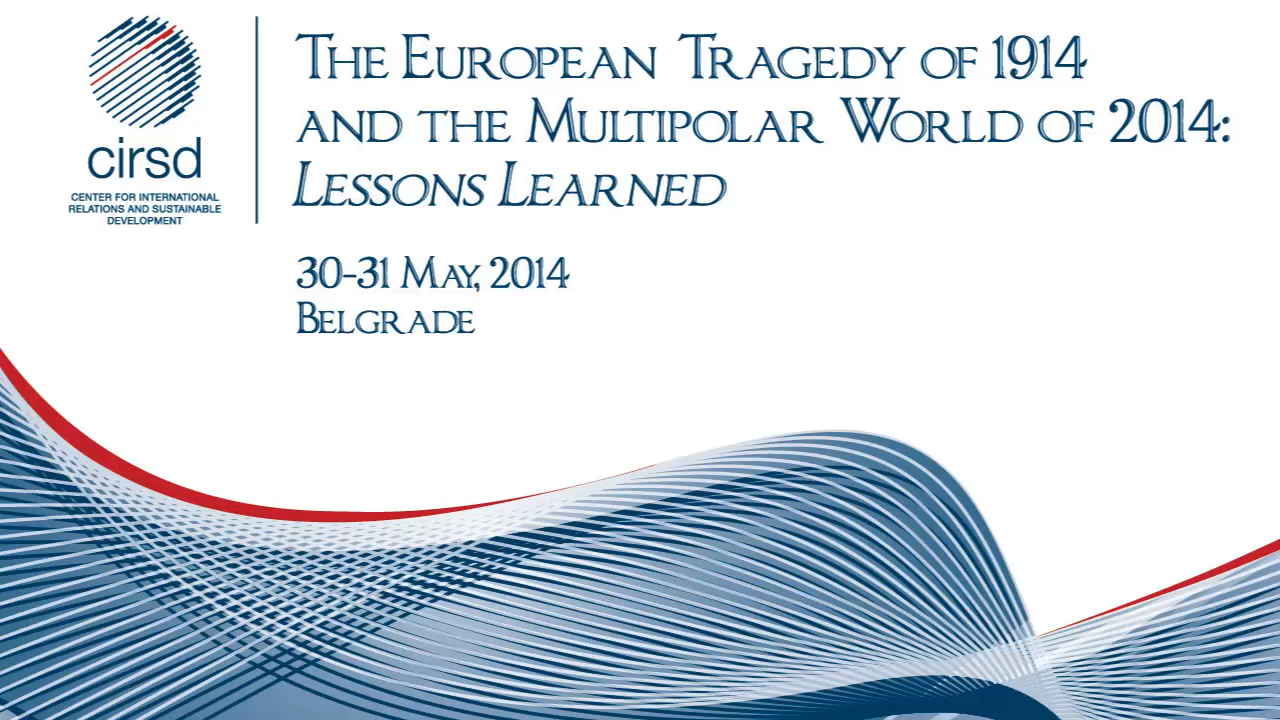 cirsd
CENTER FOR INTERNATIONAL
RELATIONS AND SUSTAINABLE
DEVELOPMENT
THE EUROPEAN TRAGEDY OF 1914
AND THE MULTIPOLAR WORLD OF 2014:
LESSONS LEARNED
30-31 MAY, 2014
BELGRADE